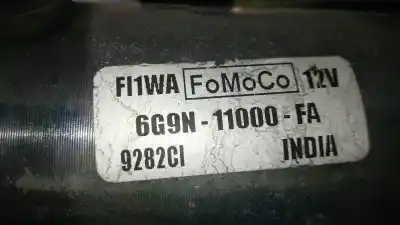 FI1WA FoMoCo 12V
6G9N-11000-FA
9282CI INDIA